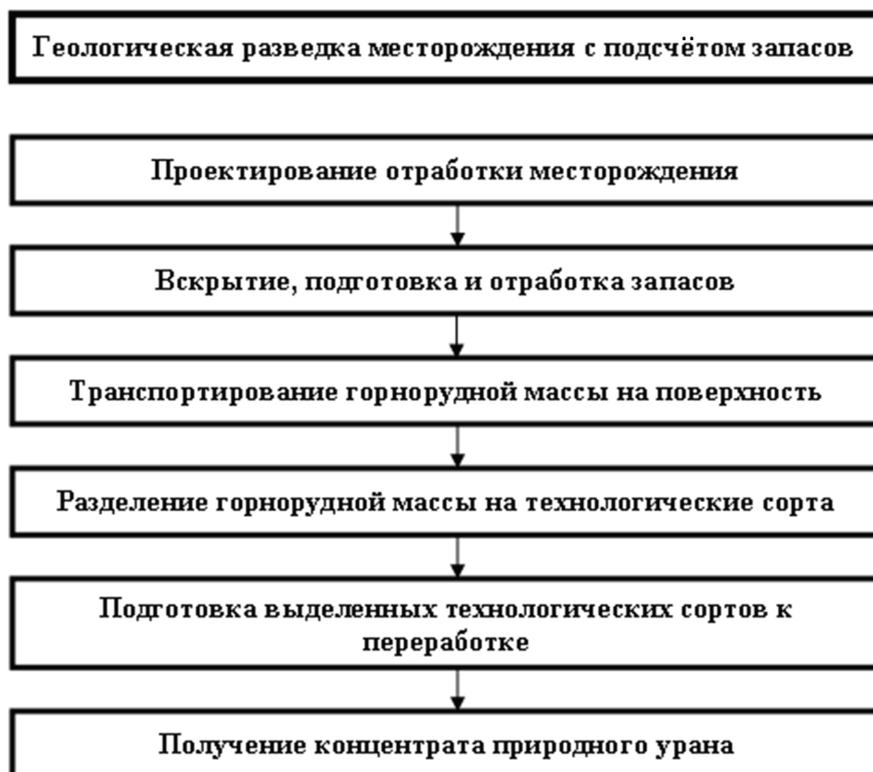 Геологическая разведка месторождения с подсчётом запасов
Проектирование отработки месторождения
Вскрытие, подготовка и отработка запасов
Транспортирование горнорудной массы на поверхность
Разделение горнорудной массы на технологические сорта
Подготовка выделенных технологических сортов к
переработке
Получение концентрата природного урана